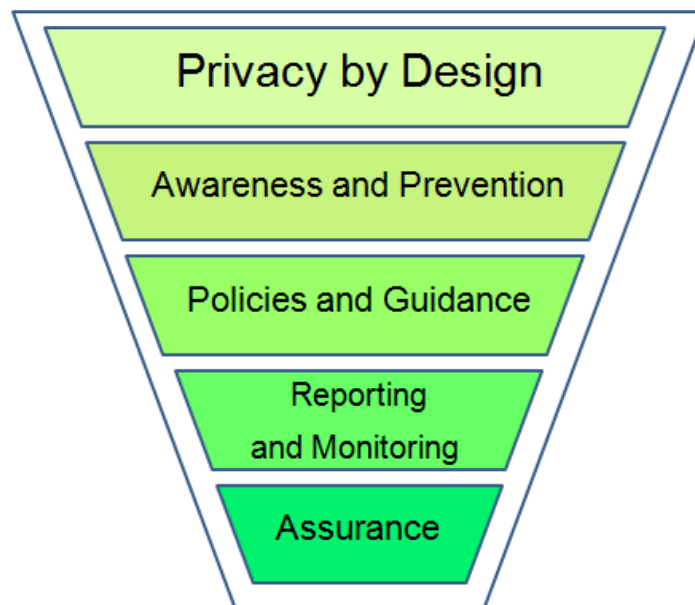 Privacy by Design
Awareness and Prevention
Policies and Guidance
Reporting
and Monitoring
Assurance